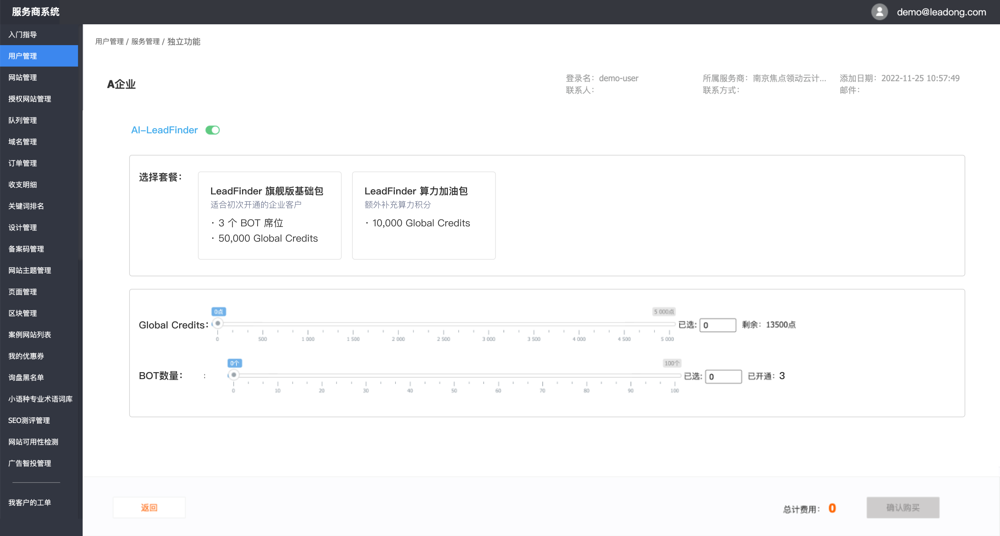 服务商系统
demo@leadong.com
入门指导
用户管理
网站管理
授权网站管理
队列管理
域名管理
订单管理
收支明细
关键词排名
设计管理
备案码管理
网站主题管理
页面管理
区块管理
案例网站列表
我的优惠券
询盘黑名单
小语种专业术语词库
SEO测评管理
网站可用性检测
广告智投管理
我客户的工单
用户管理 / 服务管理 / 独立功能
A企业
登录名：demo-user
所属服务商：南京焦点领动云计...
添加日期：2022-11-25 10:57:49
联系人：
联系方式：
邮件：
AI-LeadFinder
选择套餐：
LeadFinder 旗舰版基础包
适合初次开通的企业客户
· 3 个 BOT 席位
· 50,000 Global Credits
LeadFinder 算力加油包
额外补充算力积分
· 10,000 Global Credits
0点
5 000点
Global Credits：
已选: 0
剩余：13500点
0 500 1 000 1 500 2 000 2 500 3 000 3 500 4 000 4 500 5 000
0个
100个
BOT数量：
:
已选: 0
已开通：3
0 10 20 30 40 50 60 70 80 90 100
返回
总计费用： 0
确认购买